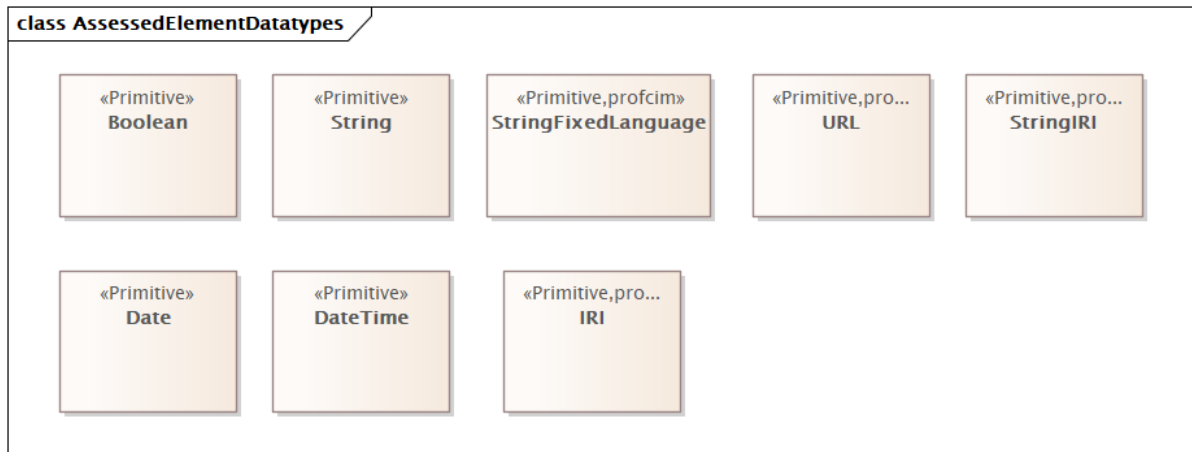 class AssessedElementDatatypes
«Primitive»
Boolean
«Primitive»
String
«Primitive,profcim»
StringFixedLanguage
«Primitive,pro...
URL
«Primitive,pro...
StringIRI
«Primitive»
Date
«Primitive»
DateTime
«Primitive,pro...
IRI